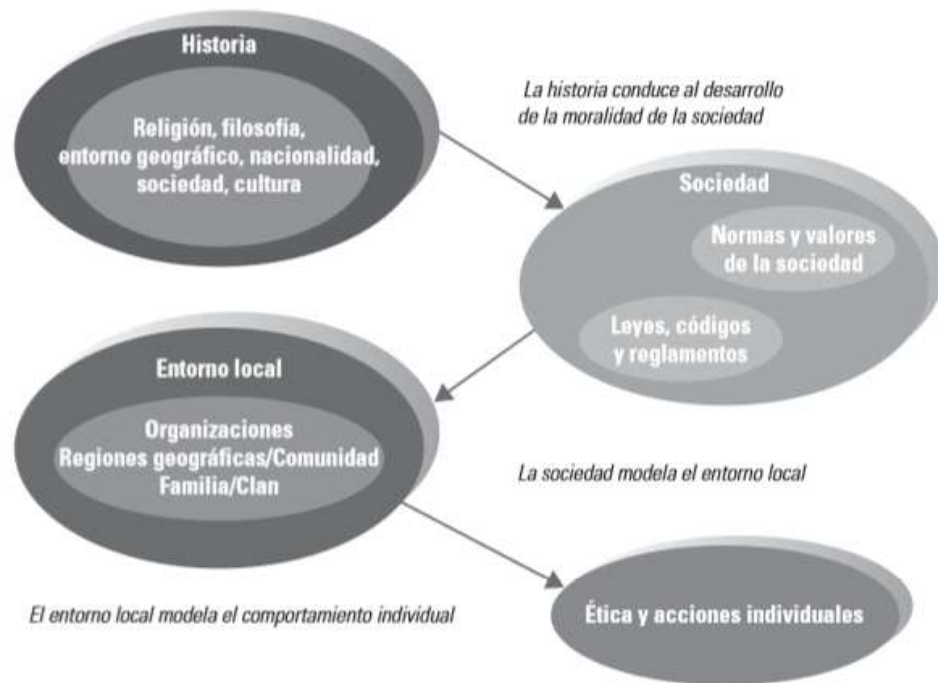 Historia
Religión, filosofía,
entorno geográfico, nacionalidad,
sociedad, cultura
La historia conduce al desarrollo
de la moralidad de la sociedad
Sociedad
Normas y valores
de la sociedad
Leyes, códigos
y reglamentos
Entorno local
Organizaciones
Regiones geográficas/Comunidad
Familia/Clan
La sociedad modela el entorno local
El entorno local modela el comportamiento individual
Ética y acciones individuales